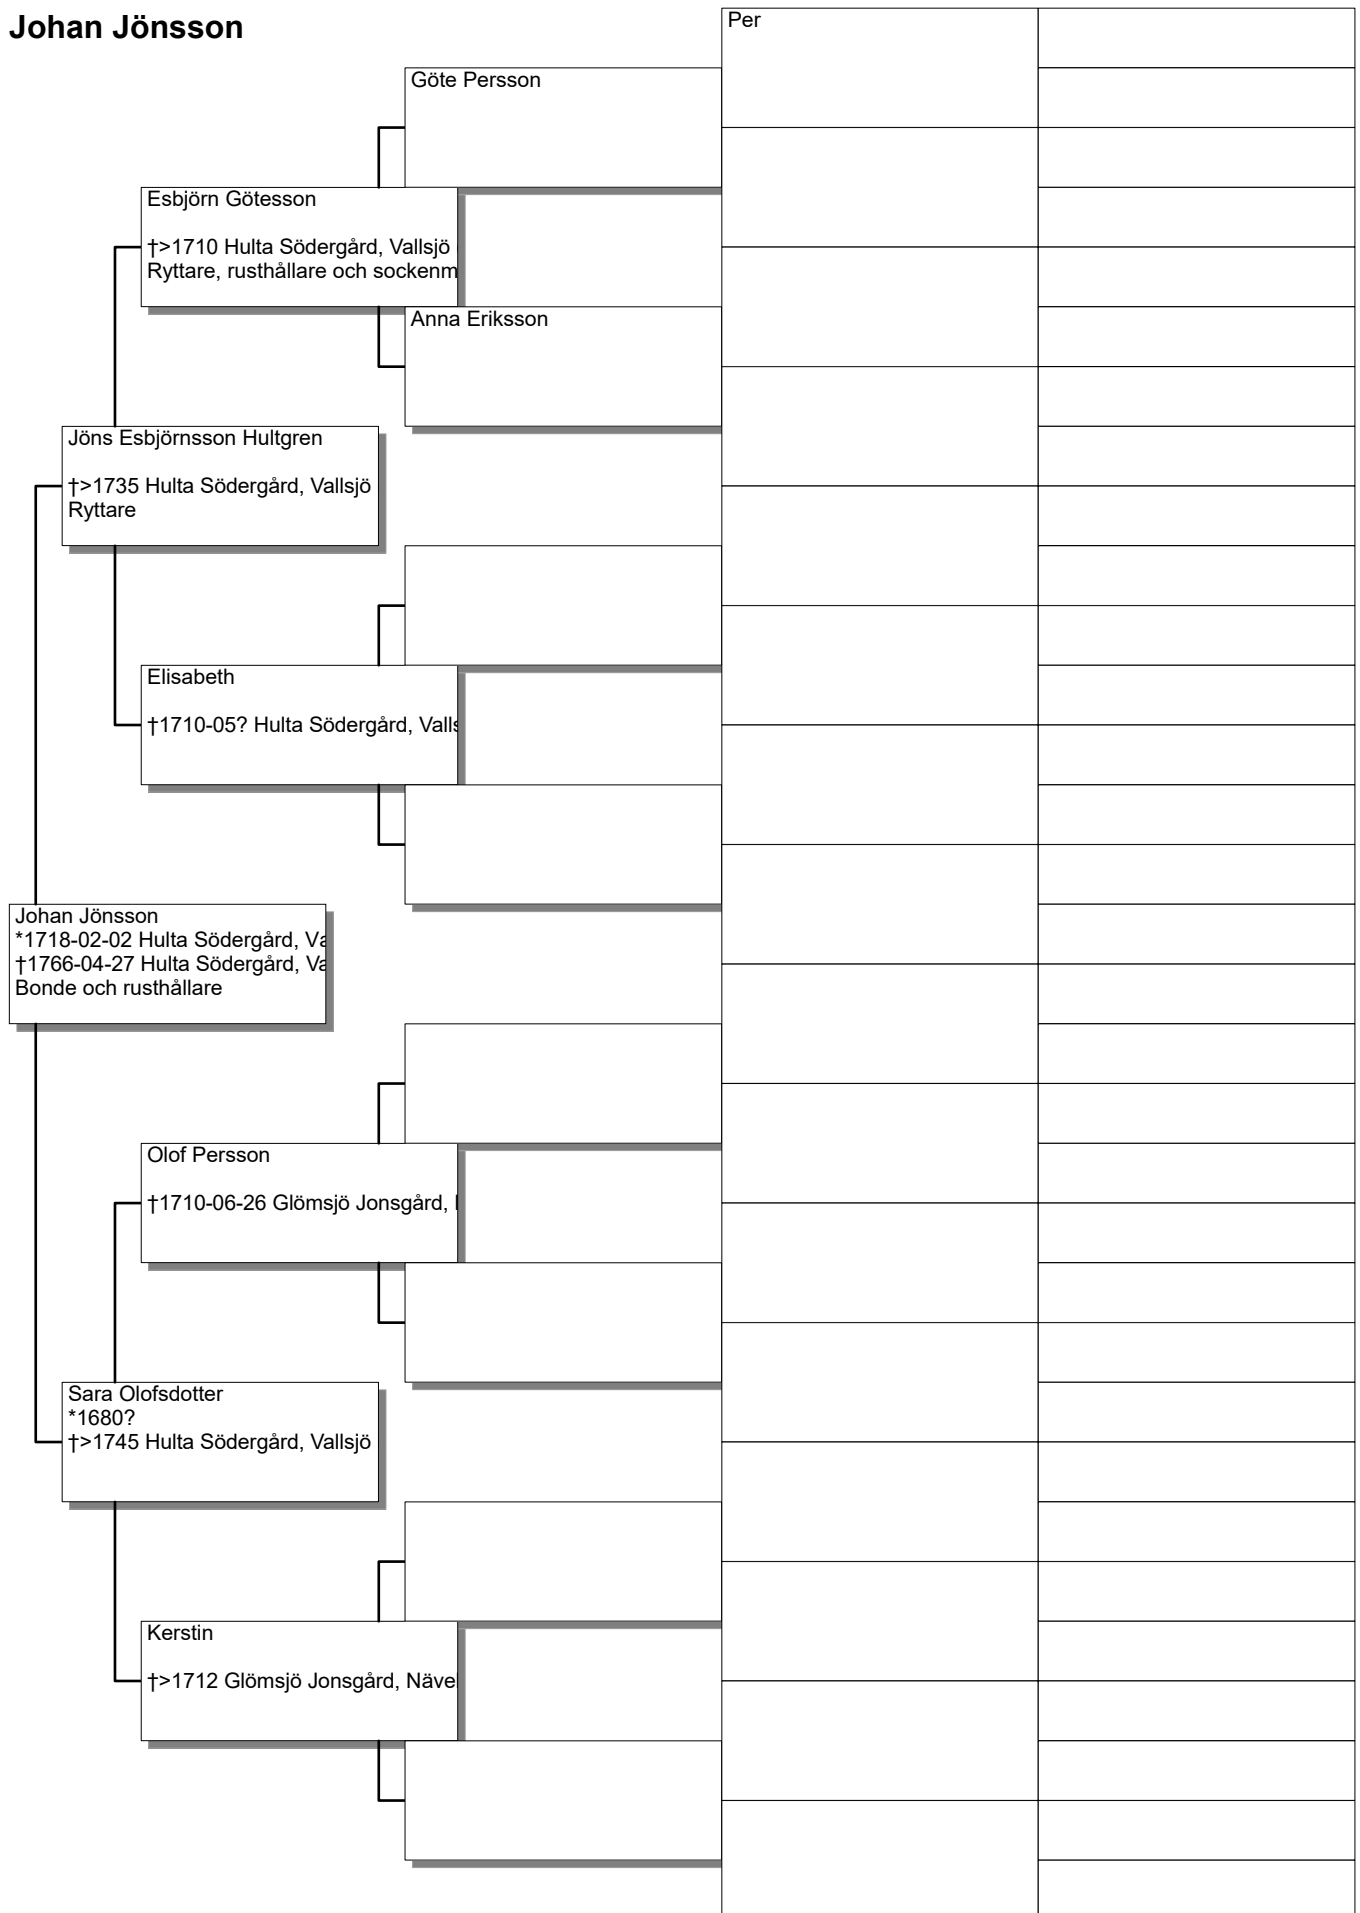 Johan Jönsson
Per
Göte Persson
Esbjörn Götesson
†>1710 Hulta Södergård, Vallsjö
Ryttare, rusthållare och sockenm
Anna Eriksson
Jöns Esbjörnsson Hultgren
†>1735 Hulta Södergård, Vallsjö
Ryttare
Elisabeth
†1710-05? Hulta Södergård, Valls
Johan Jönsson
*1718-02-02 Hulta Södergård, Va
†1766-04-27 Hulta Södergård, Va
Bonde och rusthållare
Olof Persson
†1710-06-26 Glömsjö Jonsgård,
Sara Olofsdotter
*1680?
†>1745 Hulta Södergård, Vallsjö
Kerstin
†>1712 Glömsjö Jonsgård, Näve